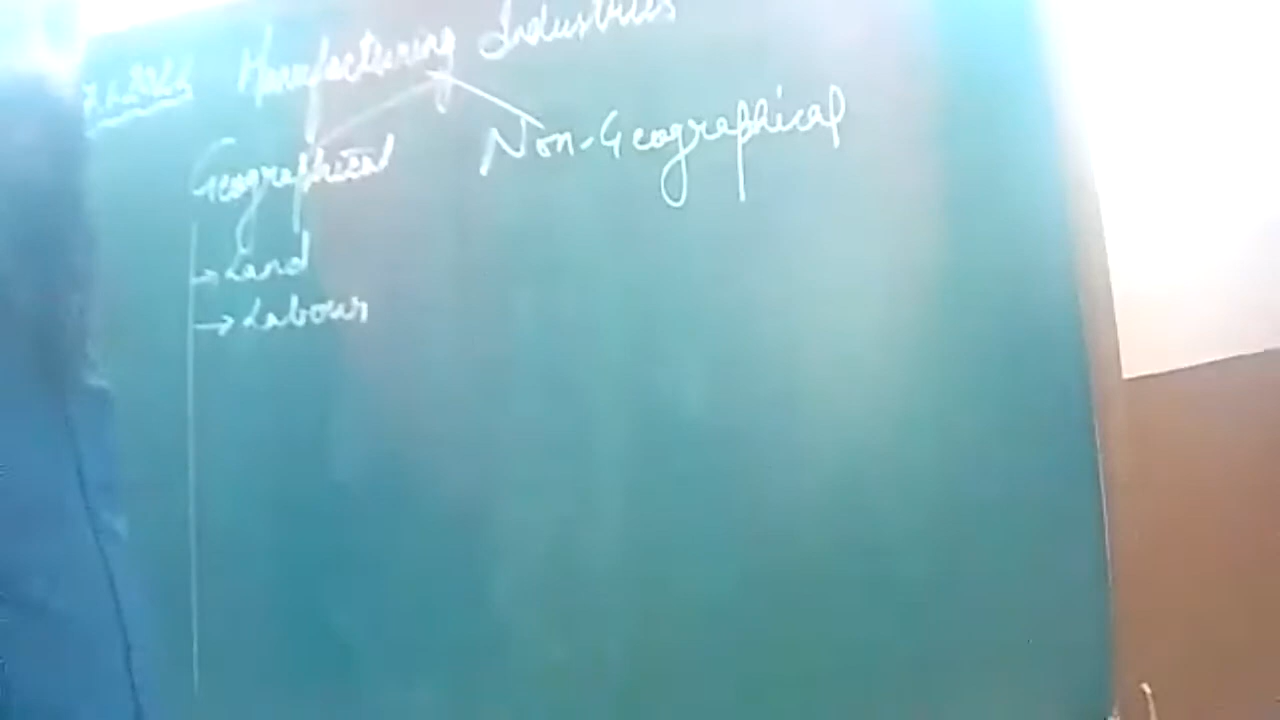 Manufacturing Industries
Geographical Non-Geographical
→ Land
→ Labour